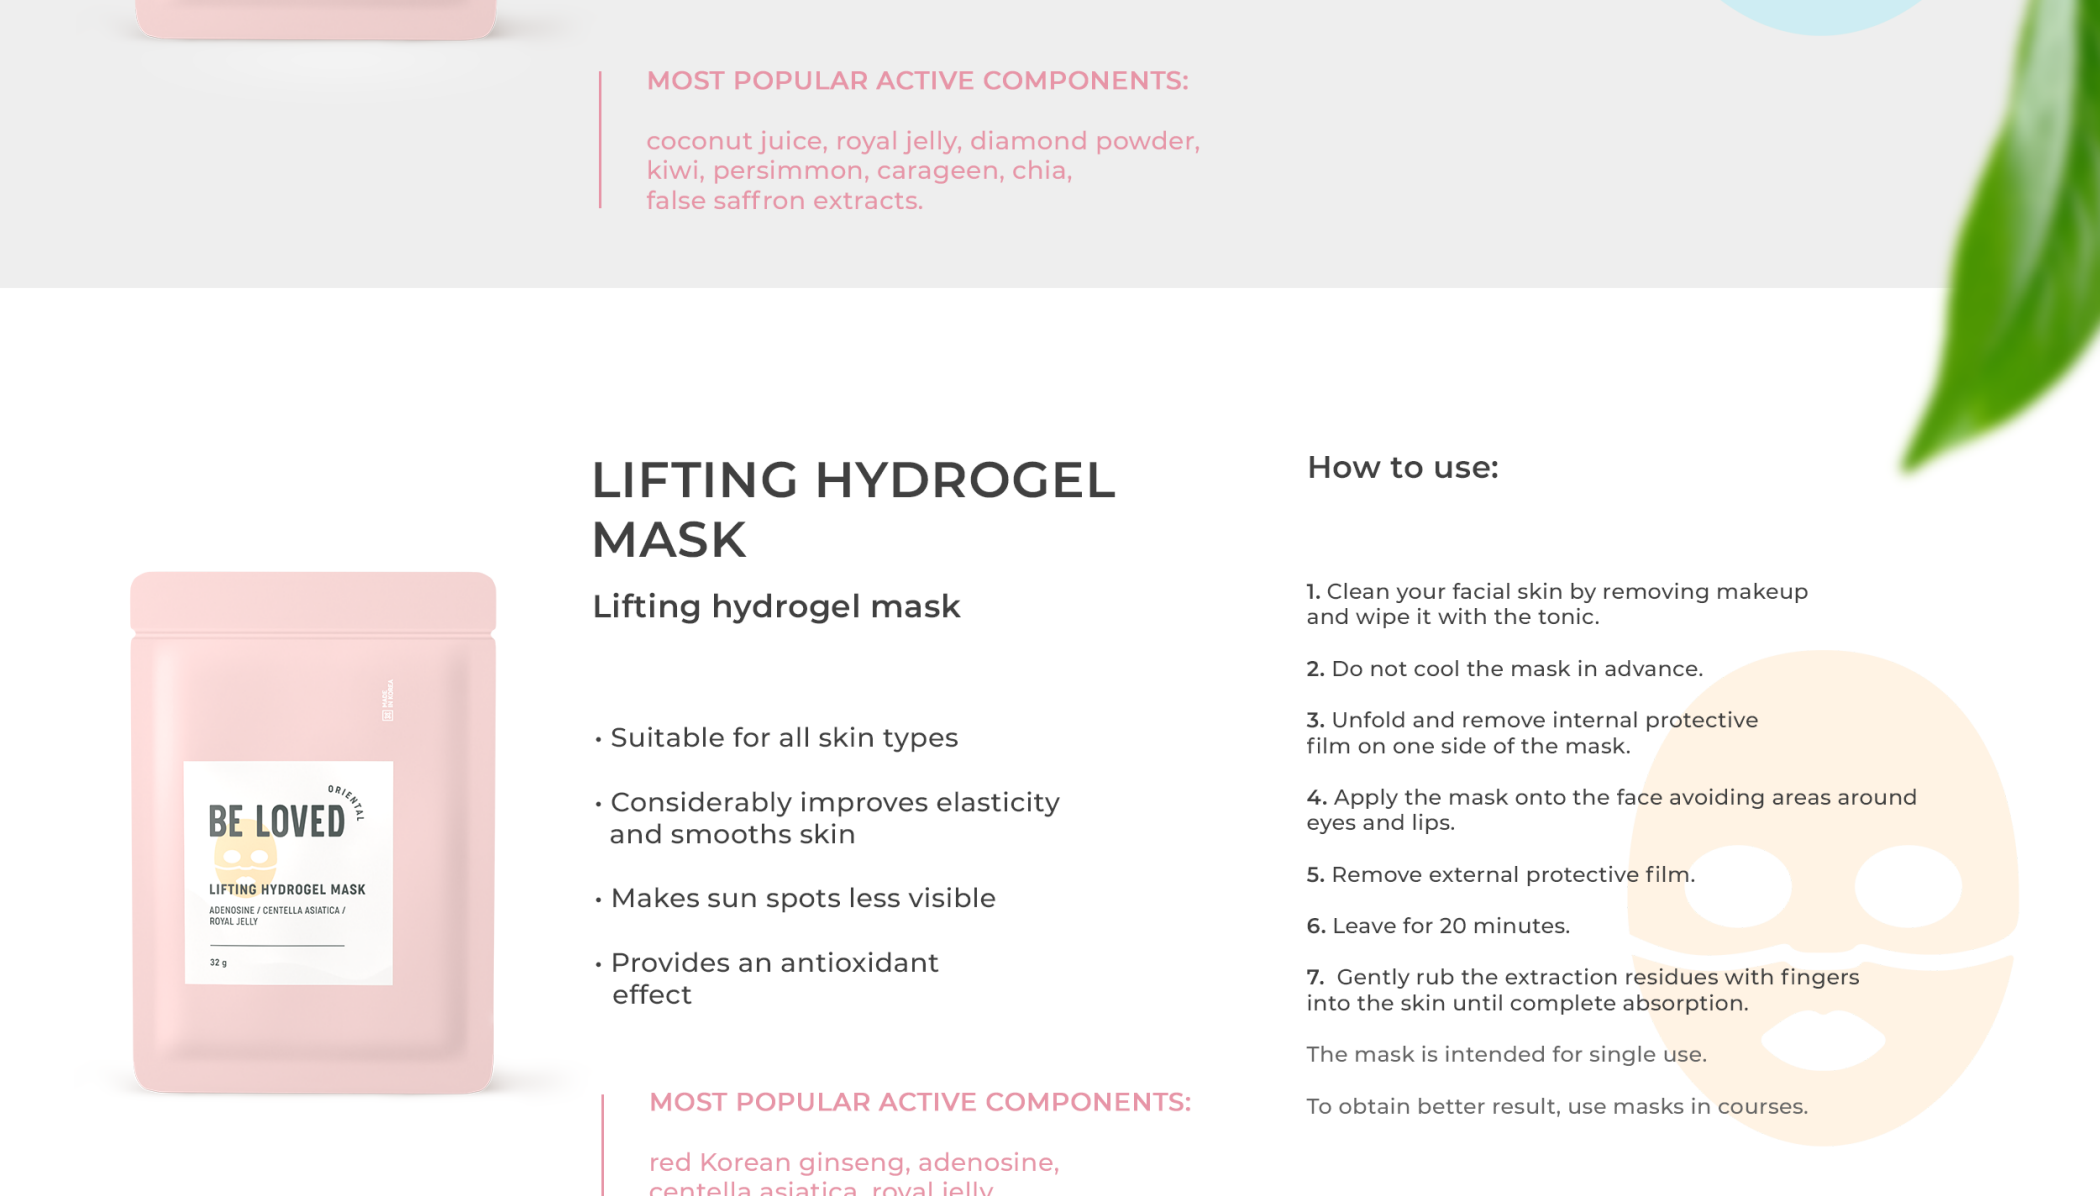 MOST POPULAR ACTIVE COMPONENTS:
coconut juice, royal jelly, diamond powder,
kiwi, persimmon, carageen, chia,
false saffron extracts.
LIFTING HYDROGEL
MASK
Lifting hydrogel mask
• Suitable for all skin types
• Considerably improves elasticity
and smooths skin
• Makes sun spots less visible
• Provides an antioxidant
effect
MOST POPULAR ACTIVE COMPONENTS:
red Korean ginseng, adenosine,
centella asiatica, royal jelly
How to use:
1. Clean your facial skin by removing makeup
and wipe it with the tonic.
2. Do not cool the mask in advance.
3. Unfold and remove internal protective
film on one side of the mask.
4. Apply the mask onto the face avoiding areas around
eyes and lips.
5. Remove external protective film.
6. Leave for 20 minutes.
7. Gently rub the extraction residues with fingers
into the skin until complete absorption.
The mask is intended for single use.
To obtain better result, use masks in courses.
MADE
IN KOREA
ORIENTAL
BE LOVED
LIFTING HYDROGEL MASK
ADENOSINE / CENTELLA ASIATICA /
ROYAL JELLY
32 g